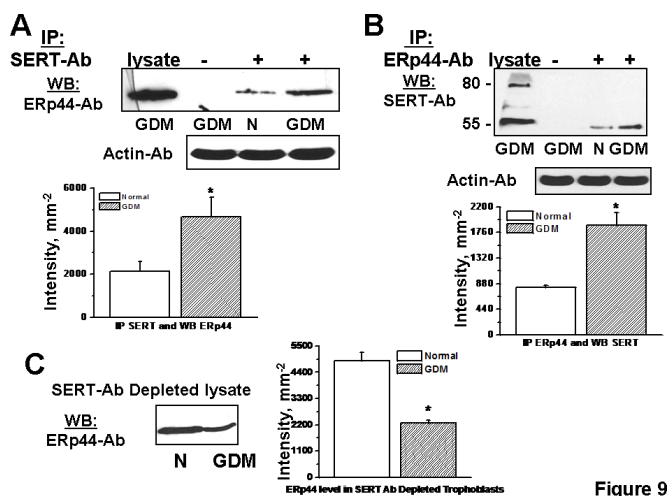 A
IP:
SERT-Ab lysate - + +
WB:
ERp44-Ab
GDM GDM N GDM
Actin-Ab
6000
4000
2000
0
Intensity, mm-2
Normal
GDM
*
IP SERT and WB ERp44
B
IP:
ERp44-Ab lysate - + +
WB:
SERT-Ab
80 -
55 -
GDM GDM N GDM
Actin-Ab
2200
1760
1320
880
440
0
Intensity, mm-2
Normal
GDM
*
IP ERp44 and WB SERT
C
SERT-Ab Depleted lysate
WB:
ERp44-Ab
N GDM
5500
4400
3300
2200
1100
0
Intensity, mm-2
Normal
GDM
*
ERp44 level in SERT Ab Depleted Trophoblasts
Figure 9